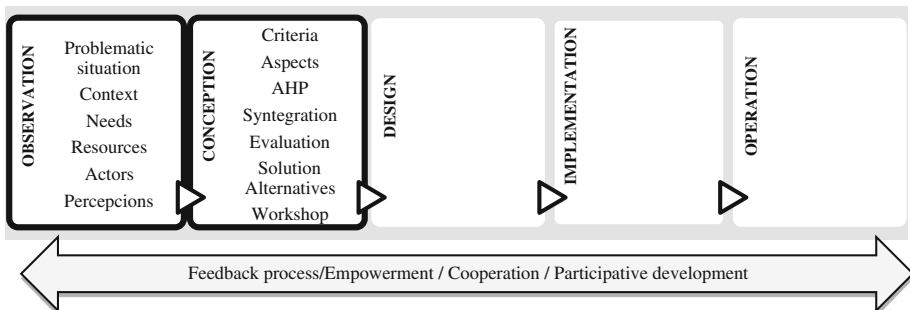 OBSERVATION
Problematic
situation
Context
Needs
Resources
Actors
Percepcions
CONCEPTION
Criteria
Aspects
AHP
Syntegration
Evaluation
Solution
Alternatives
Workshop
DESIGN
IMPLEMENTATION
OPERATION
Feedback process/Empowerment / Cooperation / Participative development